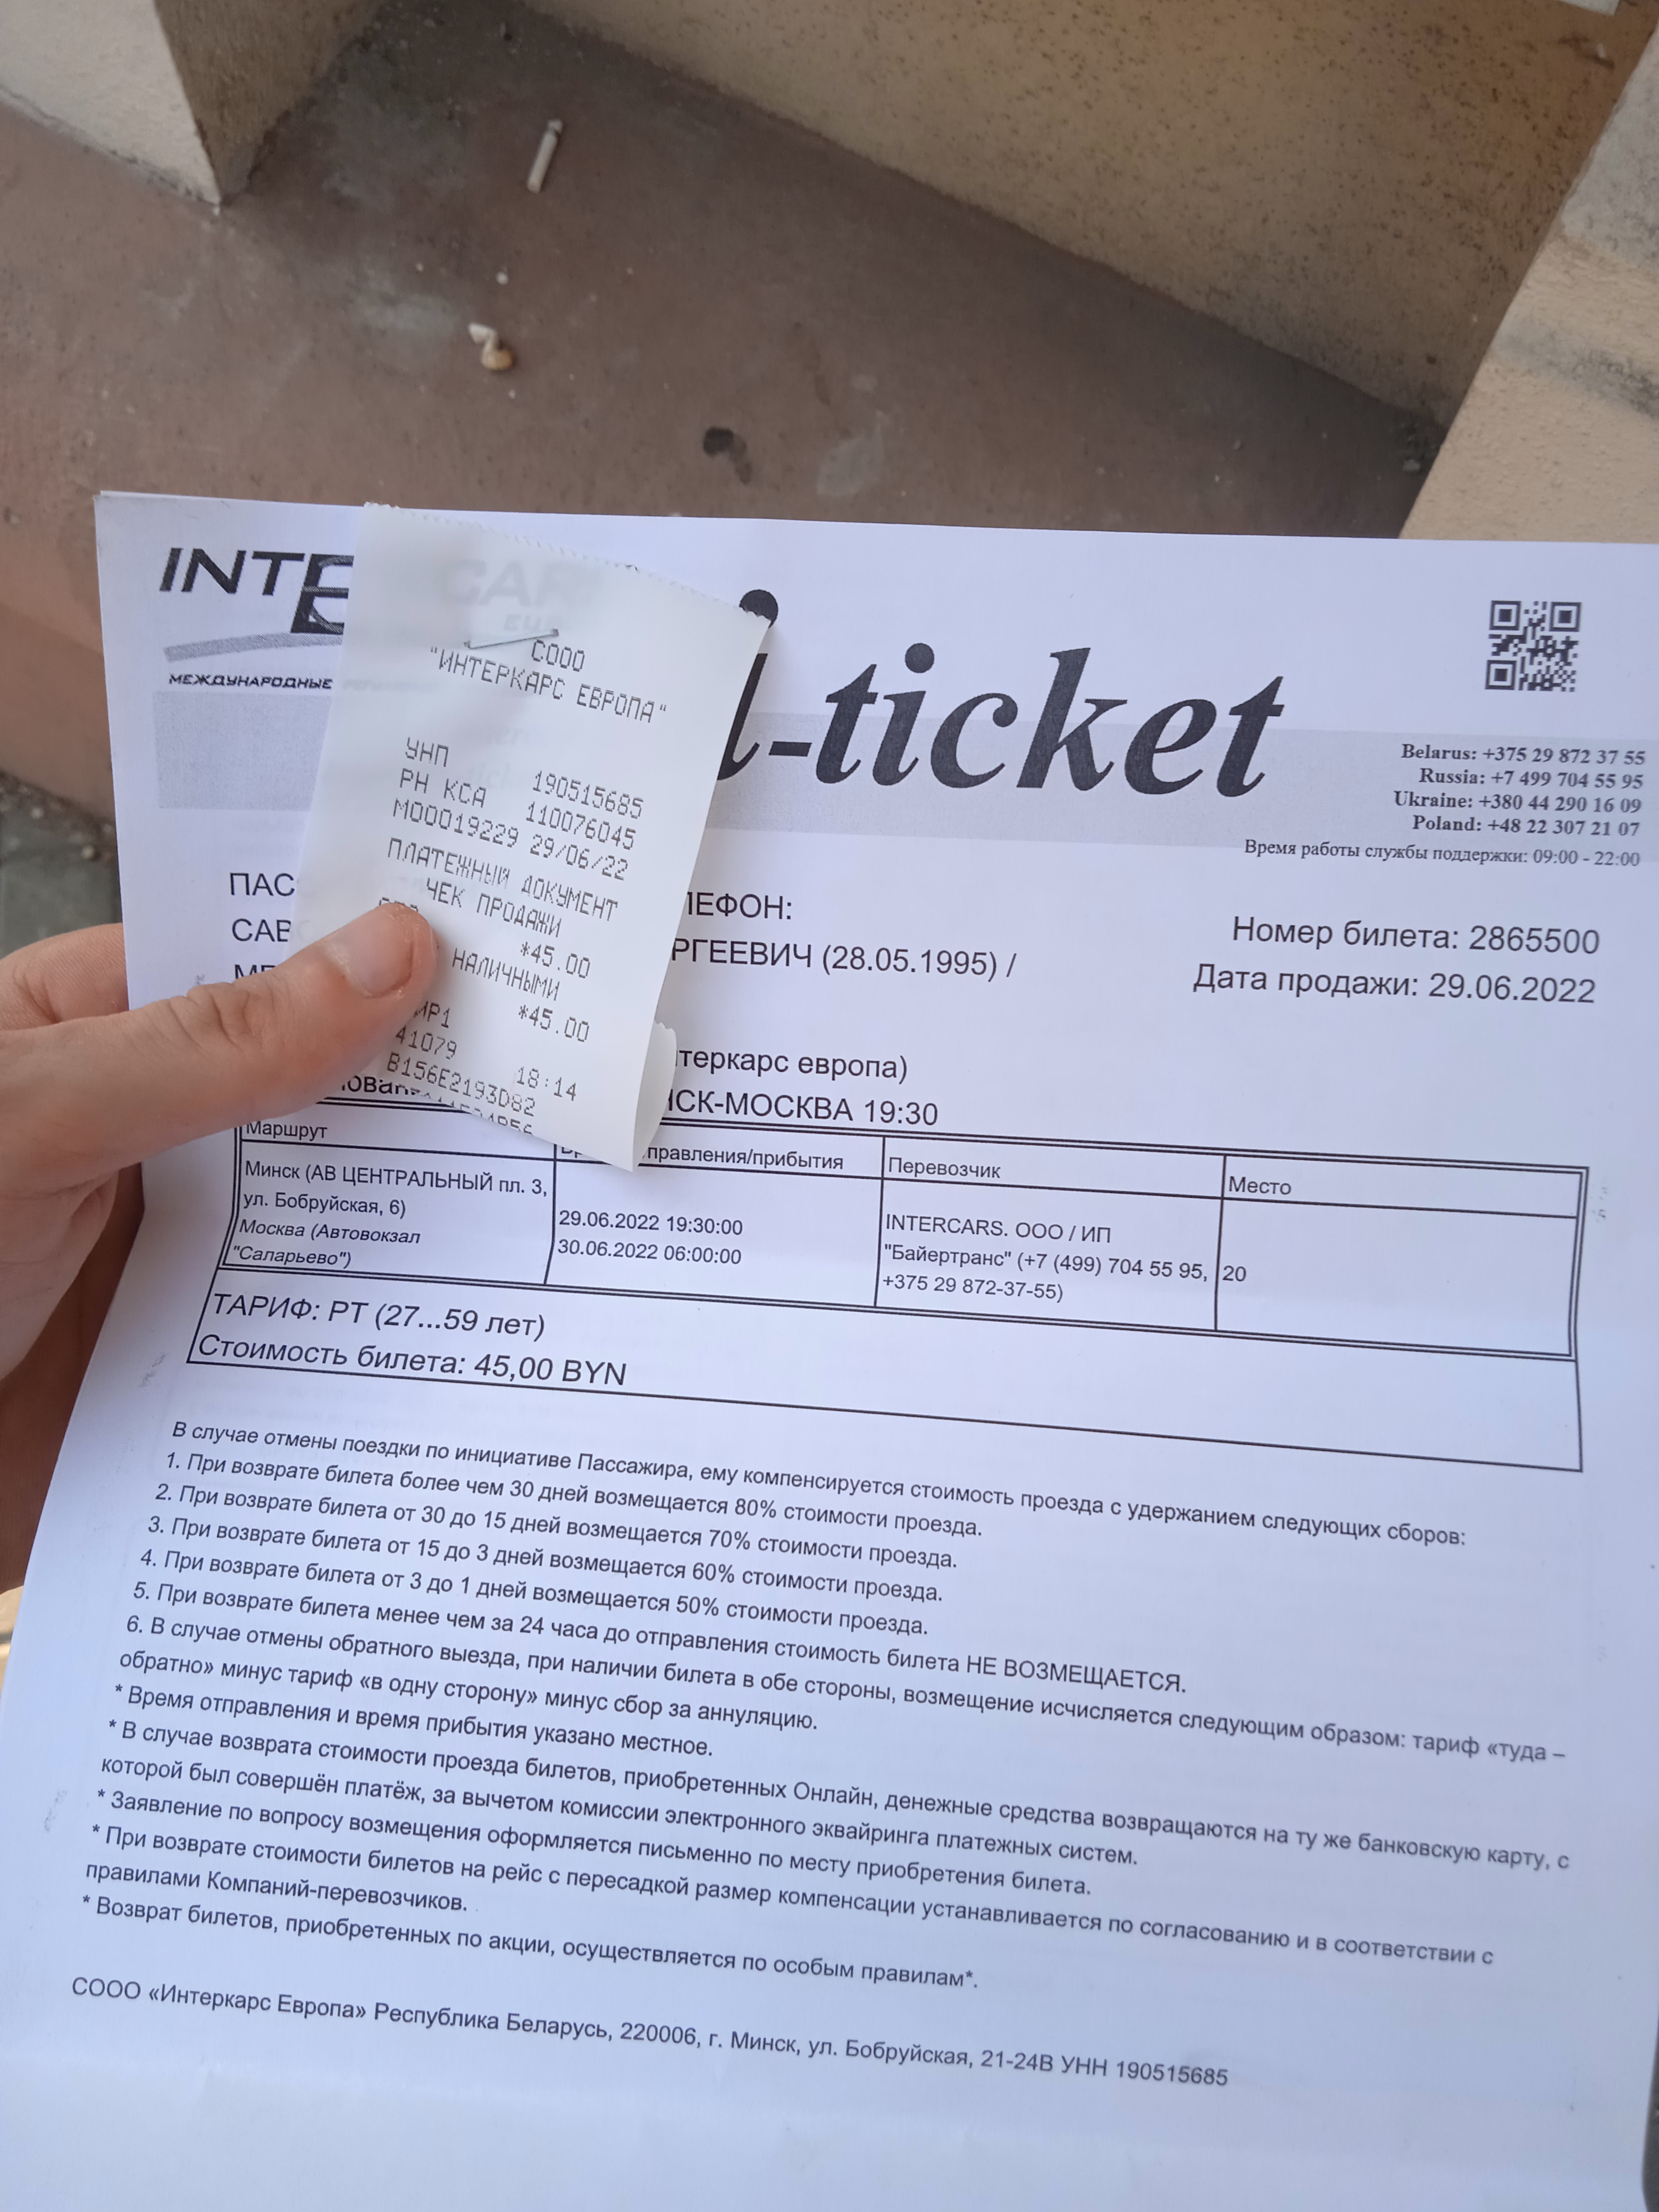 INTE
МЕЖДУНАРОДНЫЕ
-ticket
Belarus: +375 29 872 37 55
Russia: +7 499 704 55 95
Ukraine: +380 44 290 16 09
Poland: +48 22 307 21 07
Время работы службы поддержки: 09:00 - 22:00
СООО
"ИНТЕРКАРС ЕВРОПА"
УНП 190515685
РН КСА 110076045
М00019229 29/06/22
ПЛАТЕЖНЫЙ ДОКУМЕНТ
ЧЕК ПРОДАЖИ
*45.00
НАЛИЧНЫМИ
*45.00
ИР1
41079 18:14
B156E2193D82
ПАС ЛЕФОН:
САВ РГЕЕВИЧ (28.05.1995) /
Номер билета: 2865500
Дата продажи: 29.06.2022
нтеркарс европа)
НСК-МОСКВА 19:30
Маршрут правления/прибытия Перевозчик Место
Минск (АВ ЦЕНТРАЛЬНЫЙ пл. 3,
ул. Бобруйская, 6)
Москва (Автовокзал
"Саларьево")
29.06.2022 19:30:00
30.06.2022 06:00:00
INTERCARS. ООО / ИП
"Байертранс" (+7 (499) 704 55 95,
+375 29 872-37-55)
20
ТАРИФ: РТ (27...59 лет)
Стоимость билета: 45,00 BYN
В случае отмены поездки по инициативе Пассажира, ему компенсируется стоимость проезда с удержанием следующих сборов:
1. При возврате билета более чем 30 дней возмещается 80% стоимости проезда.
2. При возврате билета от 30 до 15 дней возмещается 70% стоимости проезда.
3. При возврате билета от 15 до 3 дней возмещается 60% стоимости проезда.
4. При возврате билета от 3 до 1 дней возмещается 50% стоимости проезда.
5. При возврате билета менее чем за 24 часа до отправления стоимость билета НЕ ВОЗМЕЩАЕТСЯ.
6. В случае отмены обратного выезда, при наличии билета в обе стороны, возмещение исчисляется следующим образом: тариф «туда –
обратно» минус тариф «в одну сторону» минус сбор за аннуляцию.
* Время отправления и время прибытия указано местное.
* В случае возврата стоимости проезда билетов, приобретенных Онлайн, денежные средства возвращаются на ту же банковскую карту, с
которой был совершён платёж, за вычетом комиссии электронного эквайринга платежных систем.
* Заявление по вопросу возмещения оформляется письменно по месту приобретения билета.
* При возврате стоимости билетов на рейс с пересадкой размер компенсации устанавливается по согласованию и в соответствии с
правилами Компаний-перевозчиков.
* Возврат билетов, приобретенных по акции, осуществляется по особым правилам*.
СООО «Интеркарс Европа» Республика Беларусь, 220006, г. Минск, ул. Бобруйская, 21-24В УНН 190515685